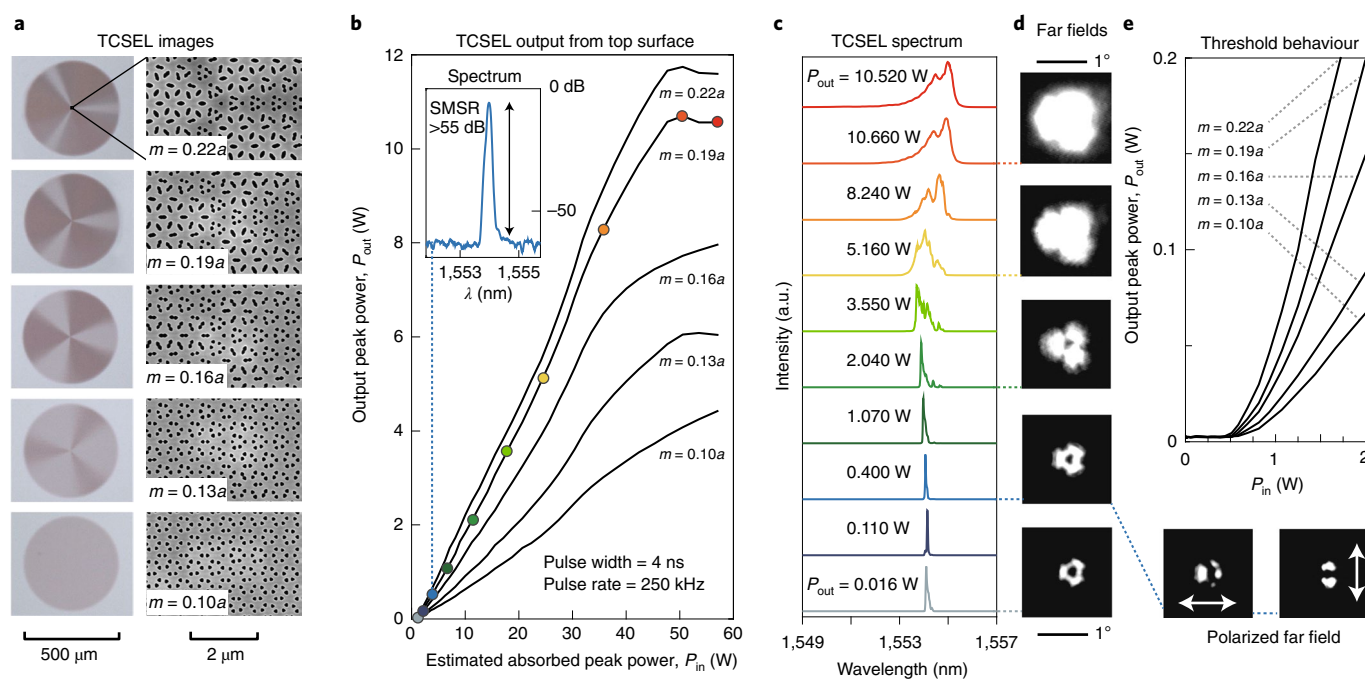 a
TCSEL images
m = 0.22a
m = 0.19a
m = 0.16a
m = 0.13a
m = 0.10a
500 μm
2 μm
b
TCSEL output from top surface
12
10
8
6
4
2
0
Output peak power, Pout (W)
Spectrum
0 dB
SMSR
>55 dB
–50
1,553
1,555
λ (nm)
m = 0.22a
m = 0.19a
m = 0.16a
m = 0.13a
m = 0.10a
Pulse width = 4 ns
Pulse rate = 250 kHz
0
10
20
30
40
50
60
Estimated absorbed peak power, Pin (W)
c
TCSEL spectrum
Intensity (a.u.)
Pout = 10.520 W
10.660 W
8.240 W
5.160 W
3.550 W
2.040 W
1.070 W
0.400 W
0.110 W
Pout = 0.016 W
1,549
1,553
1,557
Wavelength (nm)
d
Far fields
1°
1°
Polarized far field
e
Threshold behaviour
0.2
0.1
0
Output peak power, Pout (W)
m = 0.22a
m = 0.19a
m = 0.16a
m = 0.13a
m = 0.10a
0
1
2
Pin (W)